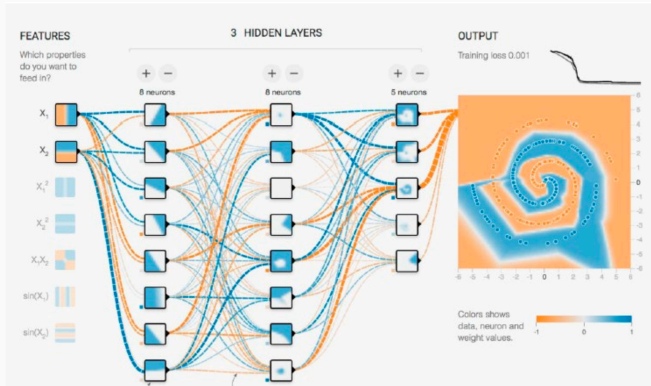 FEATURES
Which properties
do you want to
feed in?
X₁
X₂
X₁²
X₂²
X₁X₂
sin(X₁)
sin(X₂)
3 HIDDEN LAYERS
+ −
8 neurons
+ −
8 neurons
+ −
5 neurons
OUTPUT
Training loss 0.001
6
5
4
3
2
1
0
-1
-2
-3
-4
-5
-6
-6 -5 -4 -3 -2 -1 0 1 2 3 4 5 6
Colors shows
data, neuron and
weight values.
-1 0 1